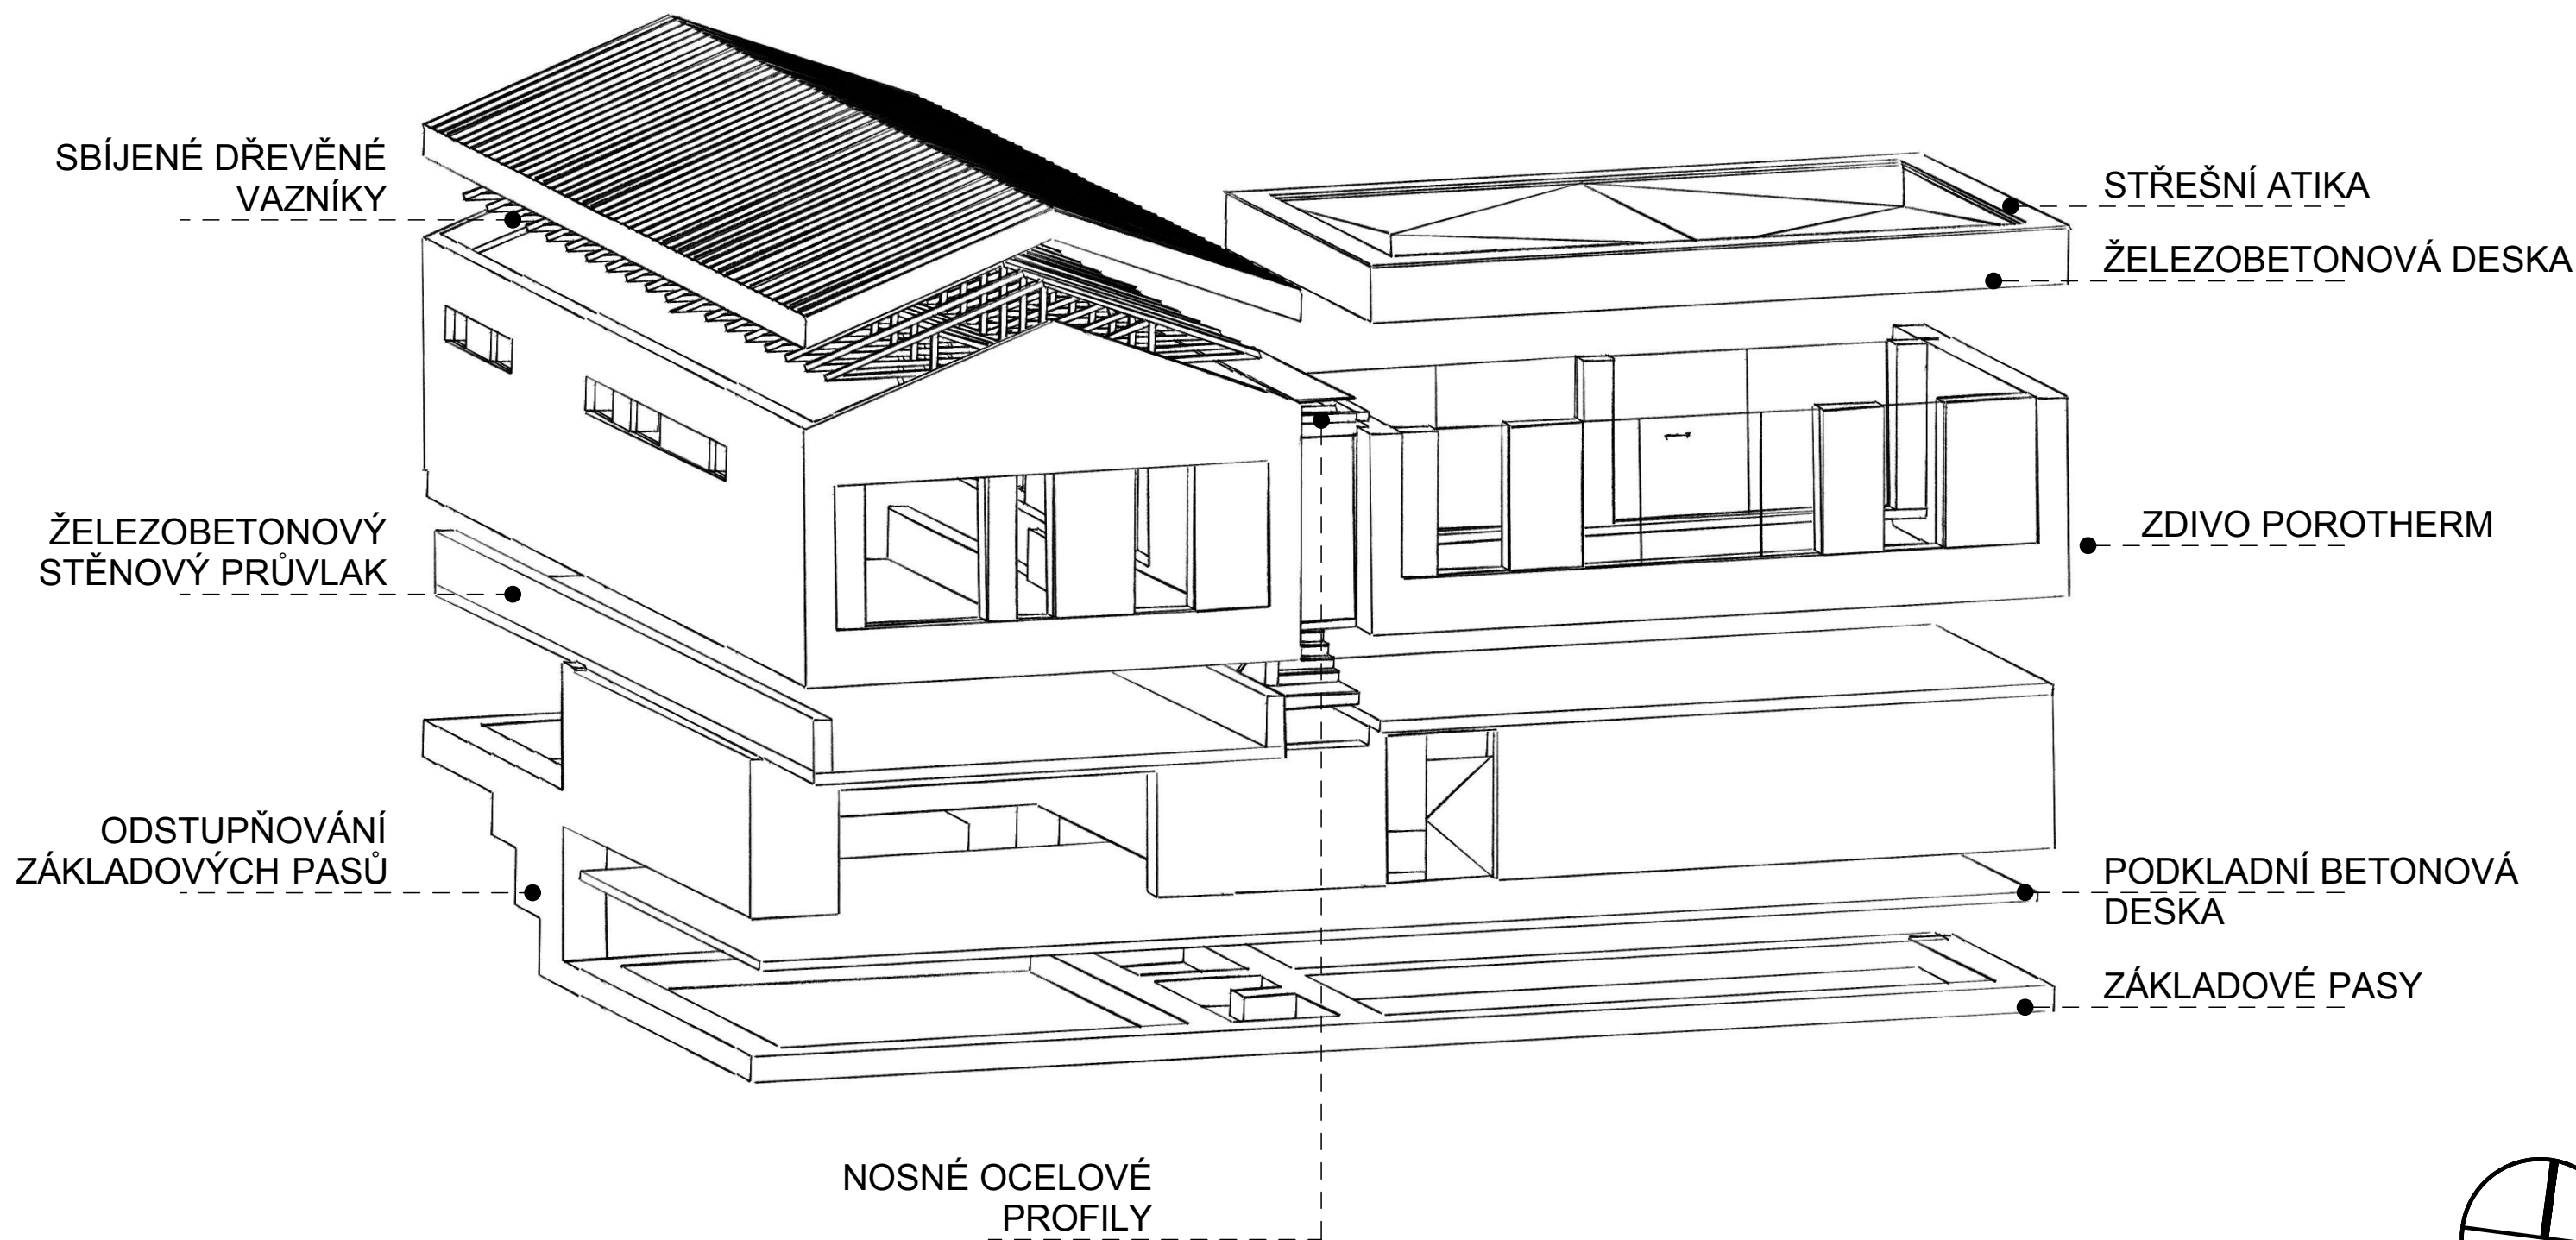 SBÍJENÉ DŘEVĚNÉ
VAZNÍKY
STŘEŠNÍ ATIKA
ŽELEZOBETONOVÁ DESKA
ŽELEZOBETONOVÝ
STĚNOVÝ PRŮVLAK
ZDIVO POROTHERM
ODSTUPŇOVÁNÍ
ZÁKLADOVÝCH PASŮ
PODKLADNÍ BETONOVÁ
DESKA
ZÁKLADOVÉ PASY
NOSNÉ OCELOVÉ
PROFILY